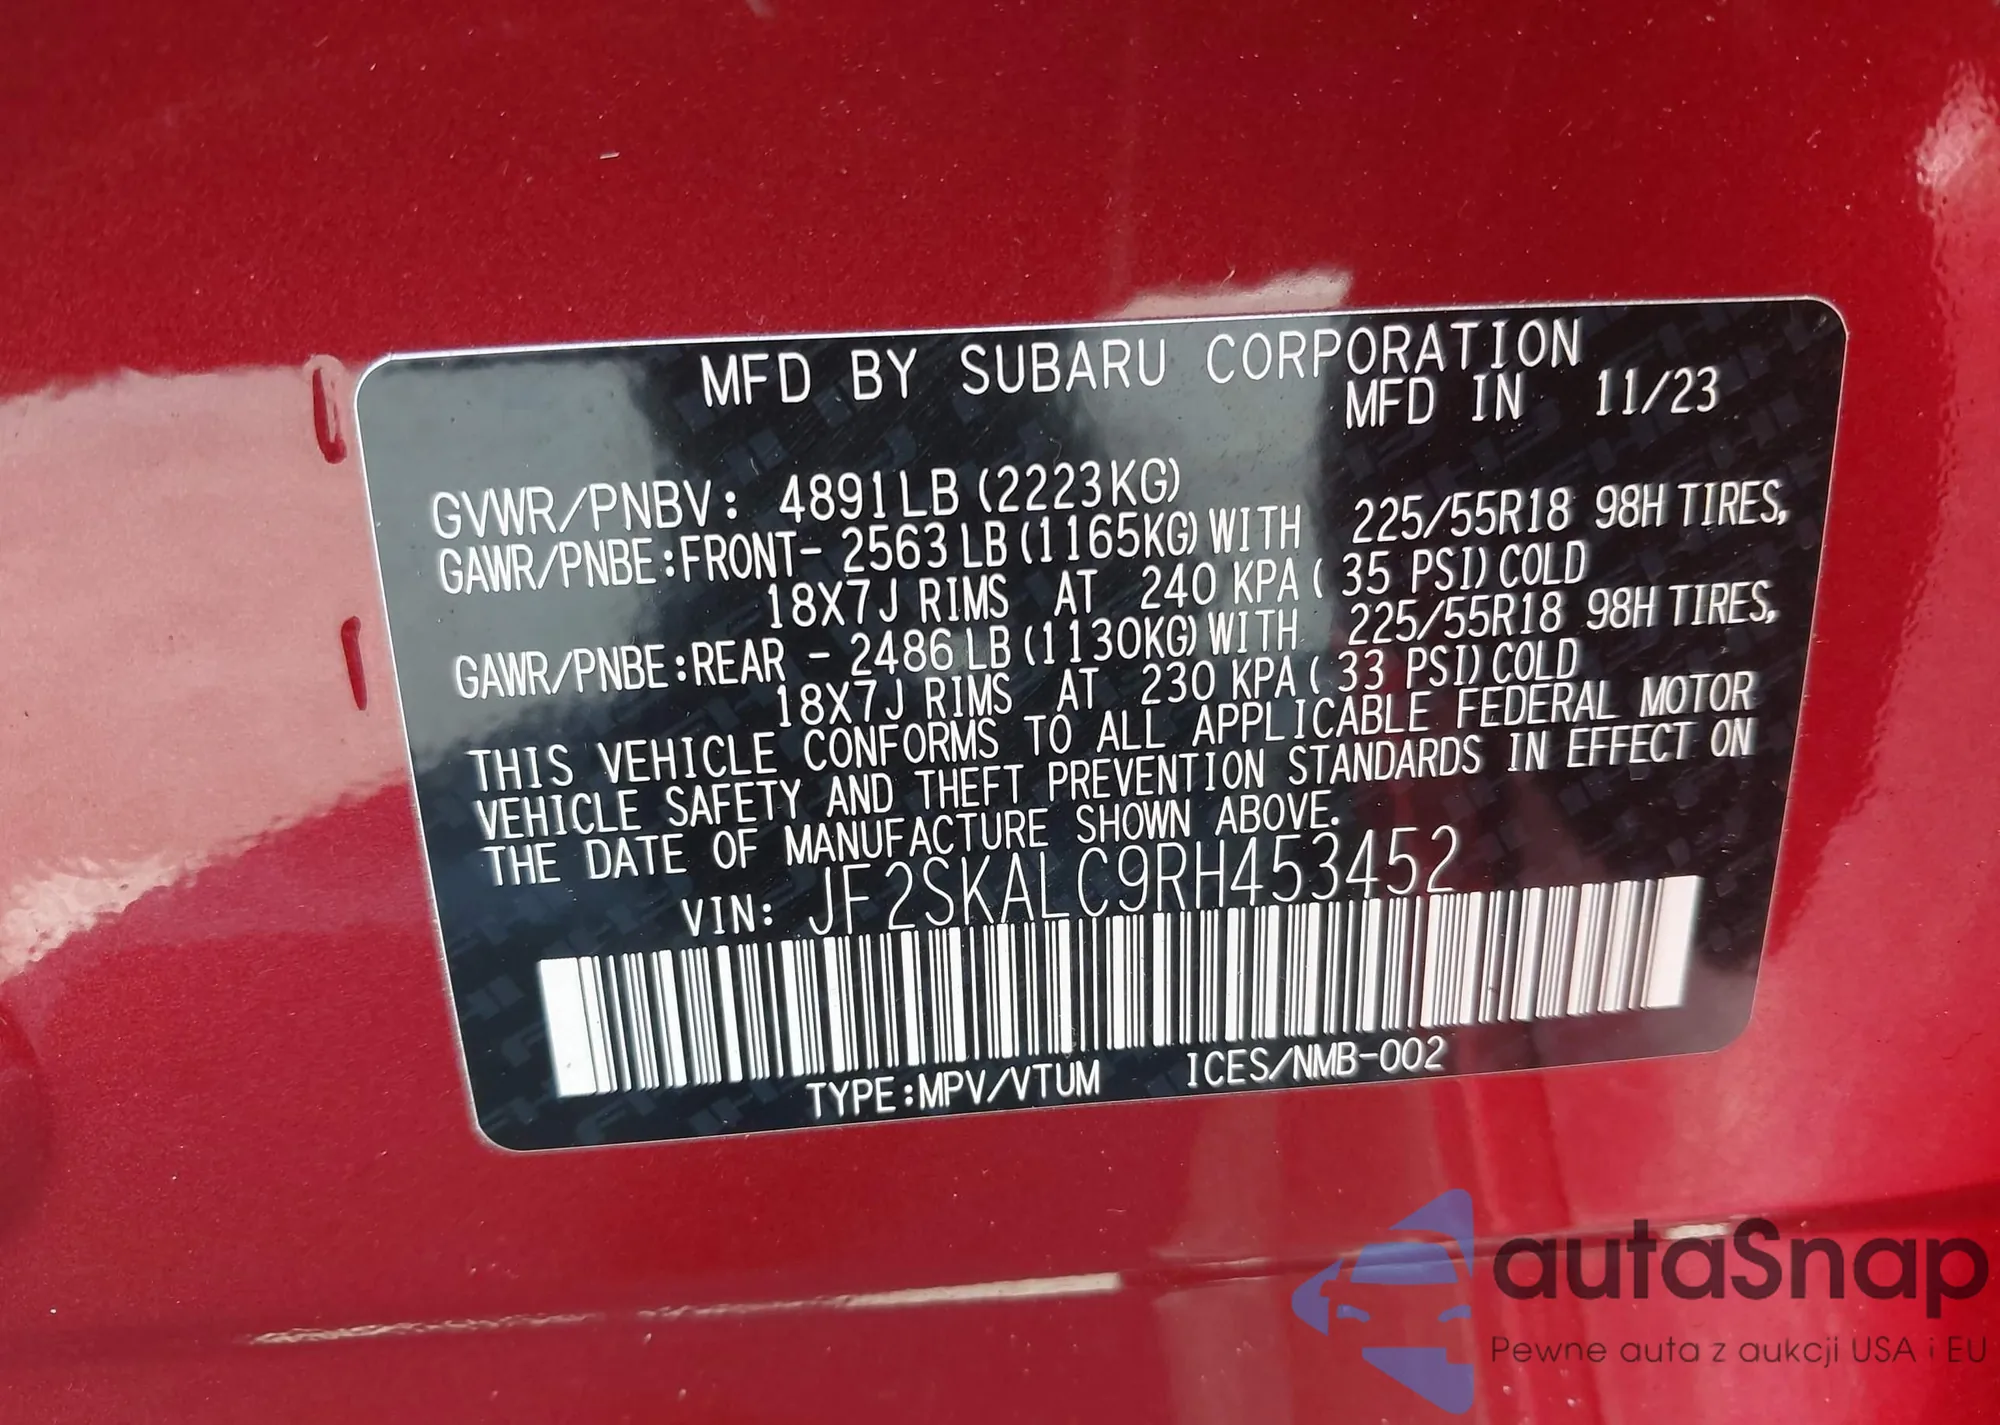 MFD BY SUBARU CORPORATION
MFD IN 11/23
GVWR/PNBV: 4891LB (2223KG)
GAWR/PNBE:FRONT- 2563 LB (1165KG) WITH 225/55R18 98H TIRES,
18X7J RIMS AT 240 KPA ( 35 PSI) COLD
GAWR/PNBE:REAR - 2486 LB (1130KG) WITH 225/55R18 98H TIRES,
18X7J RIMS AT 230 KPA ( 33 PSI) COLD
THIS VEHICLE CONFORMS TO ALL APPLICABLE FEDERAL MOTOR
VEHICLE SAFETY AND THEFT PREVENTION STANDARDS IN EFFECT ON
THE DATE OF MANUFACTURE SHOWN ABOVE.
VIN: JF2SKALC9RH453452
TYPE:MPV/VTUM ICES/NMB-002
autaSnap
Pewne auta z aukcji USA i EU